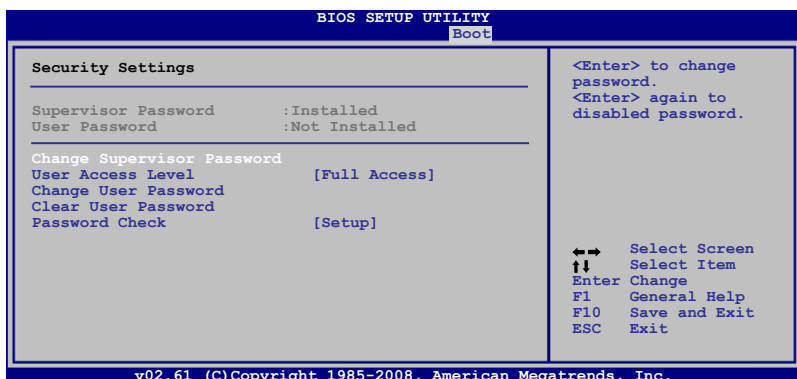 BIOS SETUP UTILITY
Boot
Security Settings
Supervisor Password :Installed
User Password :Not Installed
Change Supervisor Password
User Access Level [Full Access]
Change User Password
Clear User Password
Password Check [Setup]
<Enter> to change
password.
<Enter> again to
disabled password.
←→ Select Screen
↑↓ Select Item
Enter Change
F1 General Help
F10 Save and Exit
ESC Exit
v02.61 (C)Copyright 1985-2008, American Megatrends, Inc.